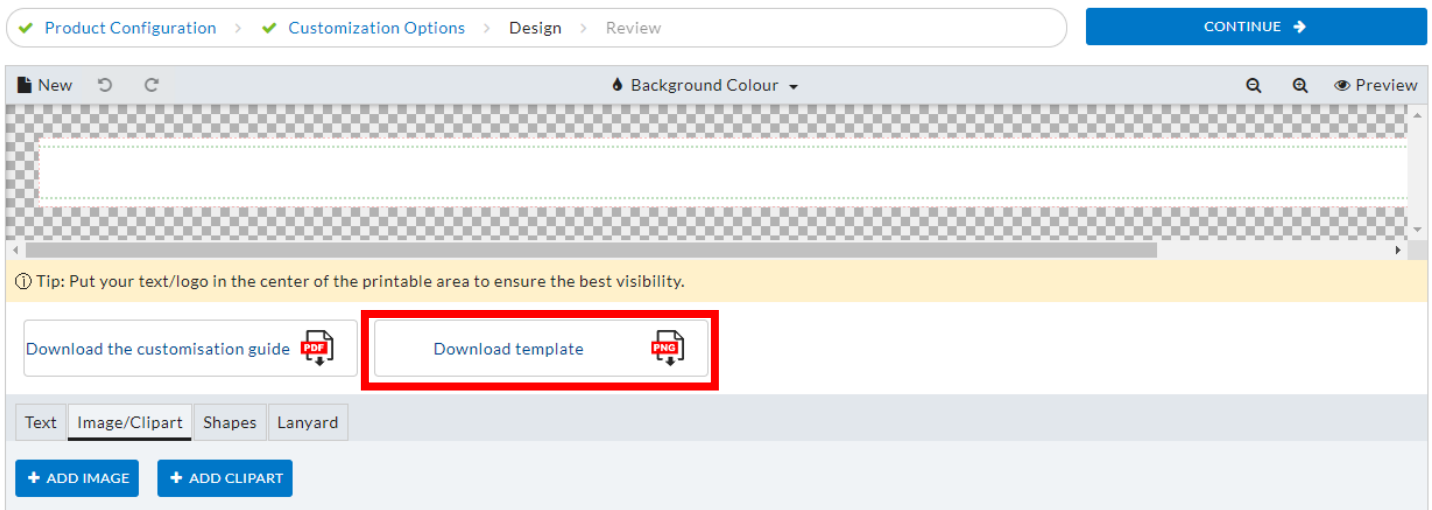 Product Configuration > Customization Options > Design > Review
CONTINUE
New
Background Colour
Preview
Tip: Put your text/logo in the center of the printable area to ensure the best visibility.
Download the customisation guide PDF
Download template PNG
Text Image/Clipart Shapes Lanyard
+ ADD IMAGE + ADD CLIPART